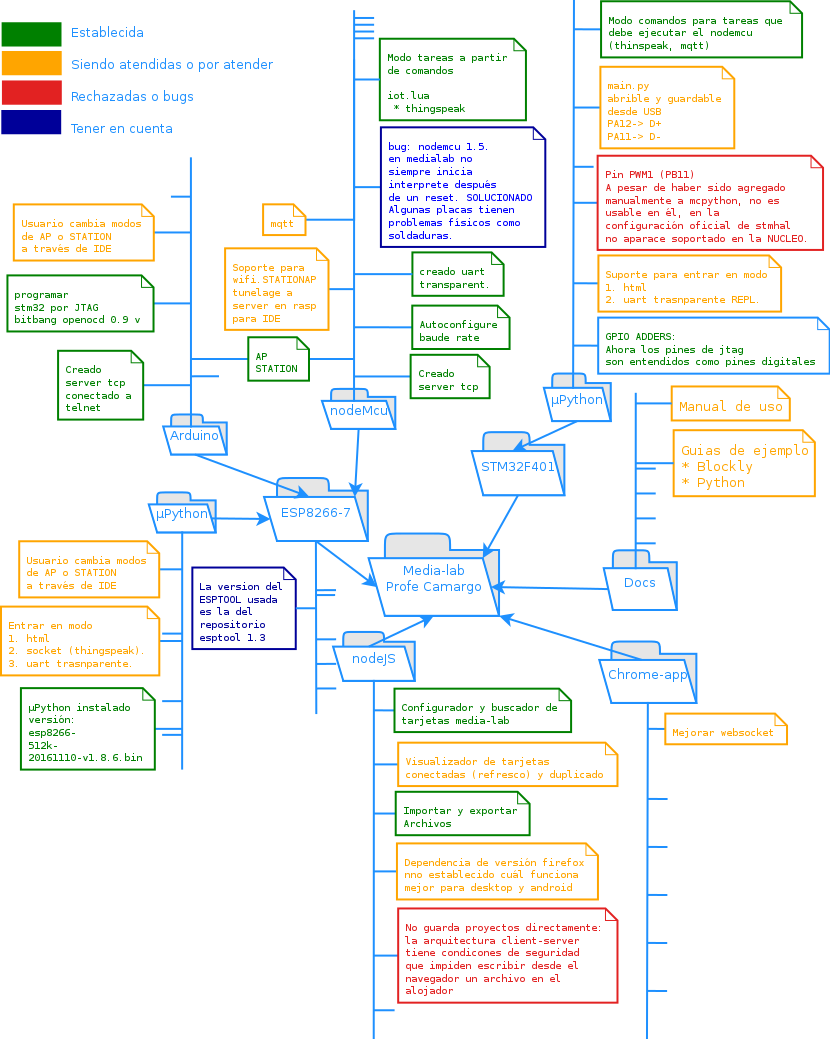 Establecida
Siendo atendidas o por atender
Rechazadas o bugs
Tener en cuenta
Modo tareas a partir
de comandos
iot.lua
* thingspeak
Modo comandos para tareas que
debe ejecutar el nodemcu
(thinspeak, mqtt)
main.py
abrible y guardable
desde USB
PA12-> D+
PA11-> D-
bug: nodemcu 1.5.
en medialab no
siempre inicia
interprete después
de un reset. SOLUCIONADO
Algunas placas tienen
problemas fisicos como
soldaduras.
Pin PWM1 (PB11)
A pesar de haber sido agregado
manualmente a mcpython, no es
usable en él, en la
configuración oficial de stmhal
no aparace soportado en la NUCLEO.
Usuario cambia modos
de AP o STATION
a través de IDE
mqtt
Soporte para
wifi.STATIONAP
tunelage a
server en rasp
para IDE
creado uart
transparent.
Suporte para entrar en modo
1. html
2. uart trasnparente REPL.
programar
stm32 por JTAG
bitbang openocd 0.9 v
Autoconfigure
baude rate
GPIO ADDERS:
Ahora los pines de jtag
son entendidos como pines digitales
AP
STATION
Creado
server tcp
conectado a
telnet
Creado
server tcp
Arduino
nodeMcu
µPython
Manual de uso
Guias de ejemplo
* Blockly
* Python
STM32F401
µPython
ESP8266-7
Media-lab
Profe Camargo
Docs
Usuario cambia modos
de AP o STATION
a través de IDE
La version del
ESPTOOL usada
es la del
repositorio
esptool 1.3
Entrar en modo
1. html
2. socket (thingspeak).
3. uart trasnparente.
nodeJS
Chrome-app
µPython instalado
versión:
esp8266-
512k-
20161110-v1.8.6.bin
Configurador y buscador de
tarjetas media-lab
Mejorar websocket
Visualizador de tarjetas
conectadas (refresco) y duplicado
Importar y exportar
Archivos
Dependencia de versión firefox
nno establecido cuál funciona
mejor para desktop y android
No guarda proyectos directamente:
la arquitectura client-server
tiene condicones de seguridad
que impiden escribir desde el
navegador un archivo en el
alojador